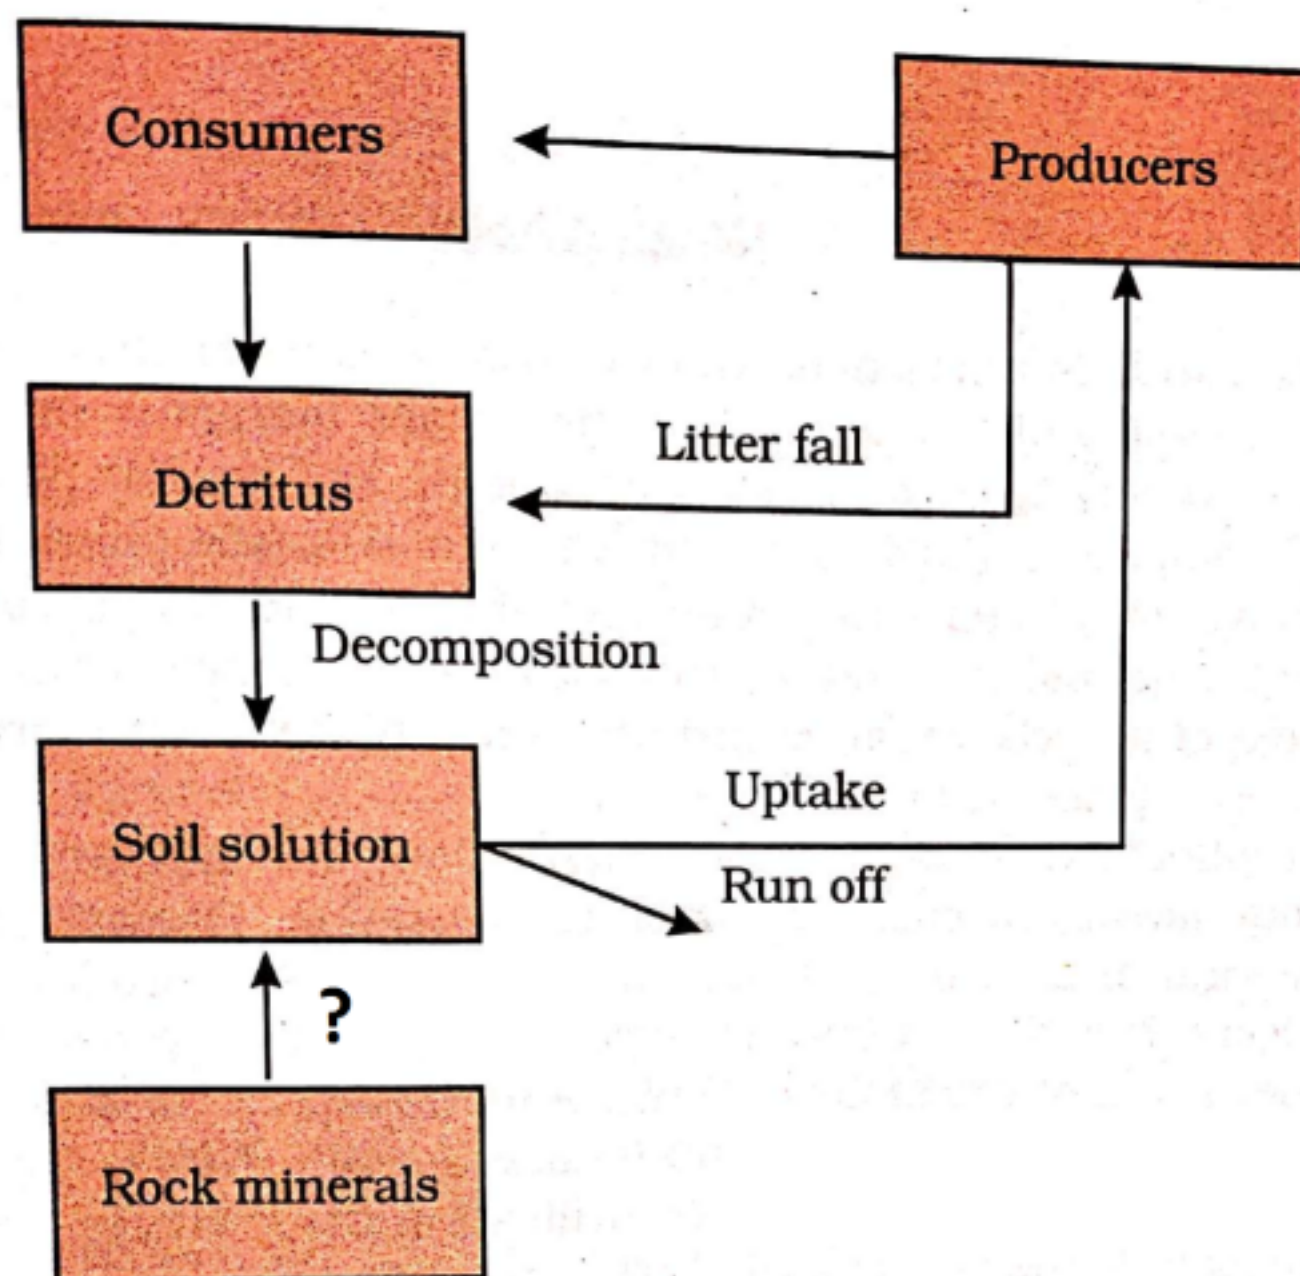 Consumers
Producers
Litter fall
Detritus
Decomposition
Uptake
Soil solution
Run off
?
Rock minerals